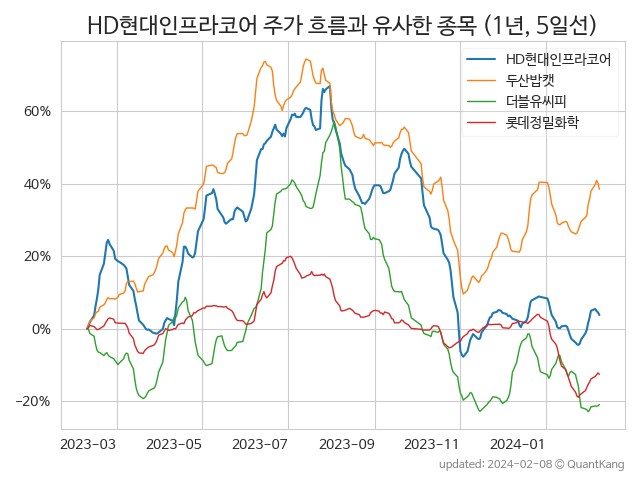 HD현대인프라코어 주가 흐름과 유사한 종목 (1년, 5일선)
HD현대인프라코어
두산밥캣
더블유씨피
롯데정밀화학
60%
40%
20%
0%
−20%
2023-03 2023-05 2023-07 2023-09 2023-11 2024-01
updated: 2024-02-08 © QuantKang